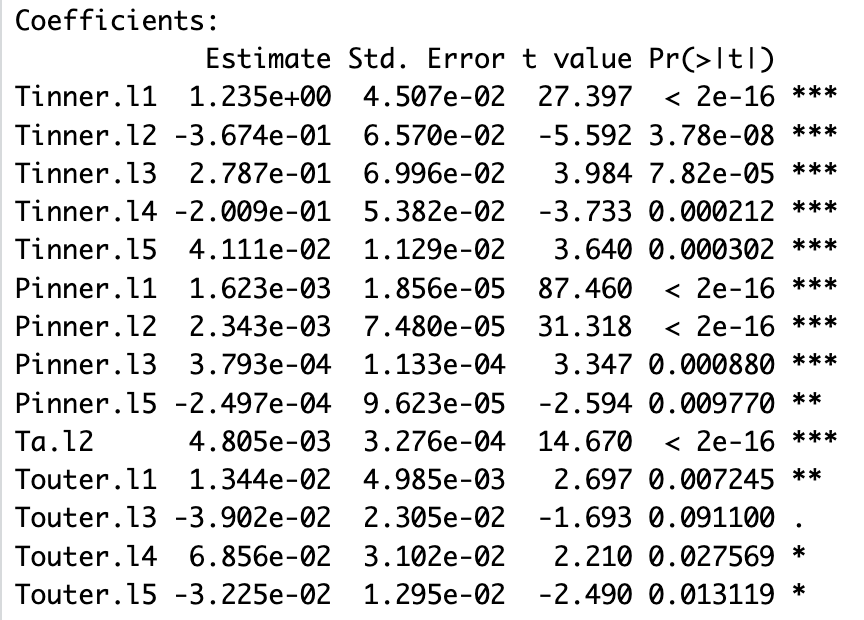 Coefficients:
           Estimate Std. Error t value Pr(>|t|)
Tinner.l1  1.235e+00  4.507e-02  27.397  < 2e-16 ***
Tinner.l2 -3.674e-01  6.570e-02  -5.592 3.78e-08 ***
Tinner.l3  2.787e-01  6.996e-02   3.984 7.82e-05 ***
Tinner.l4 -2.009e-01  5.382e-02  -3.733 0.000212 ***
Tinner.l5  4.111e-02  1.129e-02   3.640 0.000302 ***
Pinner.l1  1.623e-03  1.856e-05  87.460  < 2e-16 ***
Pinner.l2  2.343e-03  7.480e-05  31.318  < 2e-16 ***
Pinner.l3  3.793e-04  1.133e-04   3.347 0.000880 ***
Pinner.l5 -2.497e-04  9.623e-05  -2.594 0.009770 **
Ta.l2      4.805e-03  3.276e-04  14.670  < 2e-16 ***
Touter.l1  1.344e-02  4.985e-03   2.697 0.007245 **
Touter.l3 -3.902e-02  2.305e-02  -1.693 0.091100 .
Touter.l4  6.856e-02  3.102e-02   2.210 0.027569 *
Touter.l5 -3.225e-02  1.295e-02  -2.490 0.013119 *